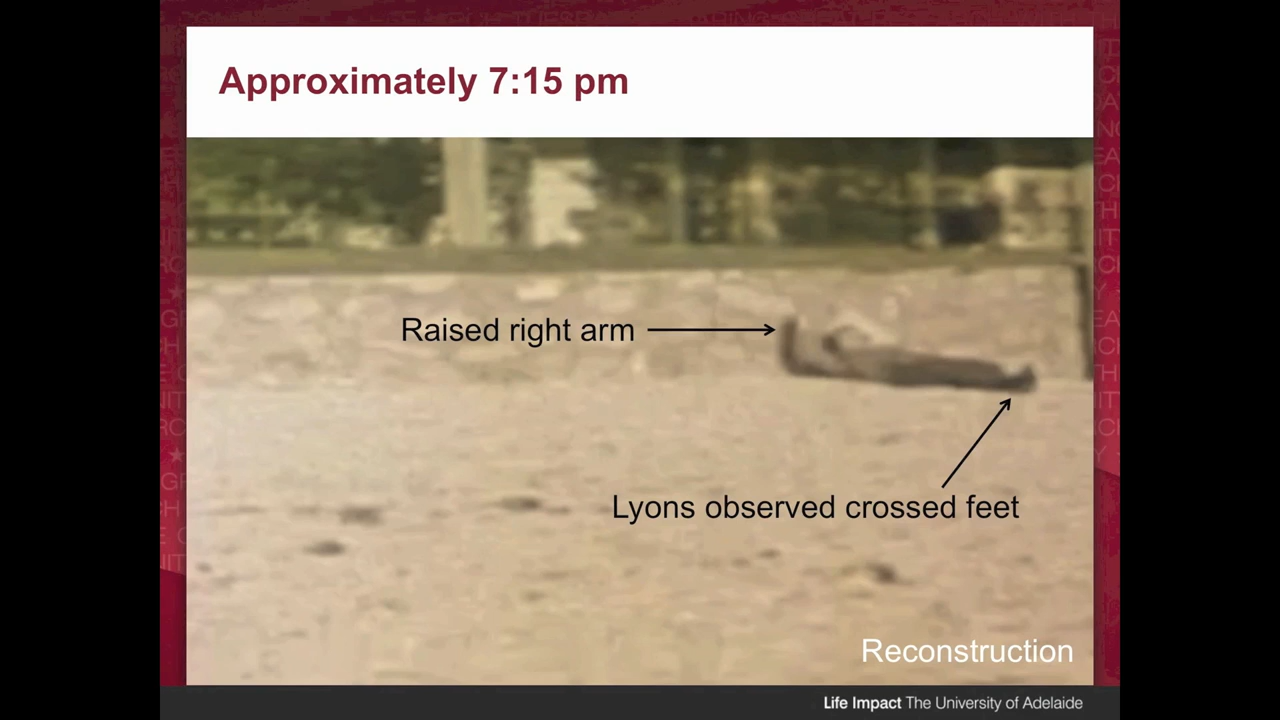 Approximately 7:15 pm
Raised right arm
Lyons observed crossed feet
Reconstruction
Life Impact The University of Adelaide